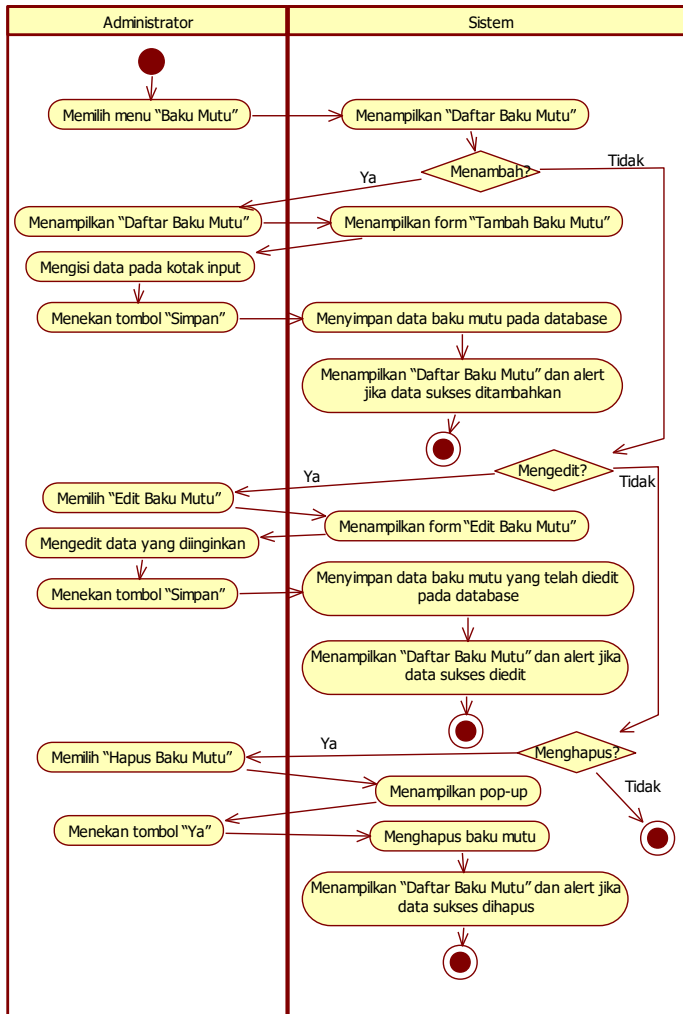 Administrator
Sistem
Memilih menu “Baku Mutu”
Menampilkan “Daftar Baku Mutu”
Menambah?
Ya
Tidak
Menampilkan “Daftar Baku Mutu”
Menampilkan form “Tambah Baku Mutu”
Mengisi data pada kotak input
Menekan tombol “Simpan”
Menyimpan data baku mutu pada database
Menampilkan “Daftar Baku Mutu” dan alert
jika data sukses ditambahkan
Mengedit?
Ya
Tidak
Memilih “Edit Baku Mutu”
Menampilkan form “Edit Baku Mutu”
Mengedit data yang diinginkan
Menekan tombol “Simpan”
Menyimpan data baku mutu yang telah diedit
pada database
Menampilkan “Daftar Baku Mutu” dan alert jika
data sukses diedit
Menghapus?
Ya
Tidak
Memilih “Hapus Baku Mutu”
Menampilkan pop-up
Menekan tombol “Ya”
Menghapus baku mutu
Menampilkan “Daftar Baku Mutu” dan alert jika
data sukses dihapus